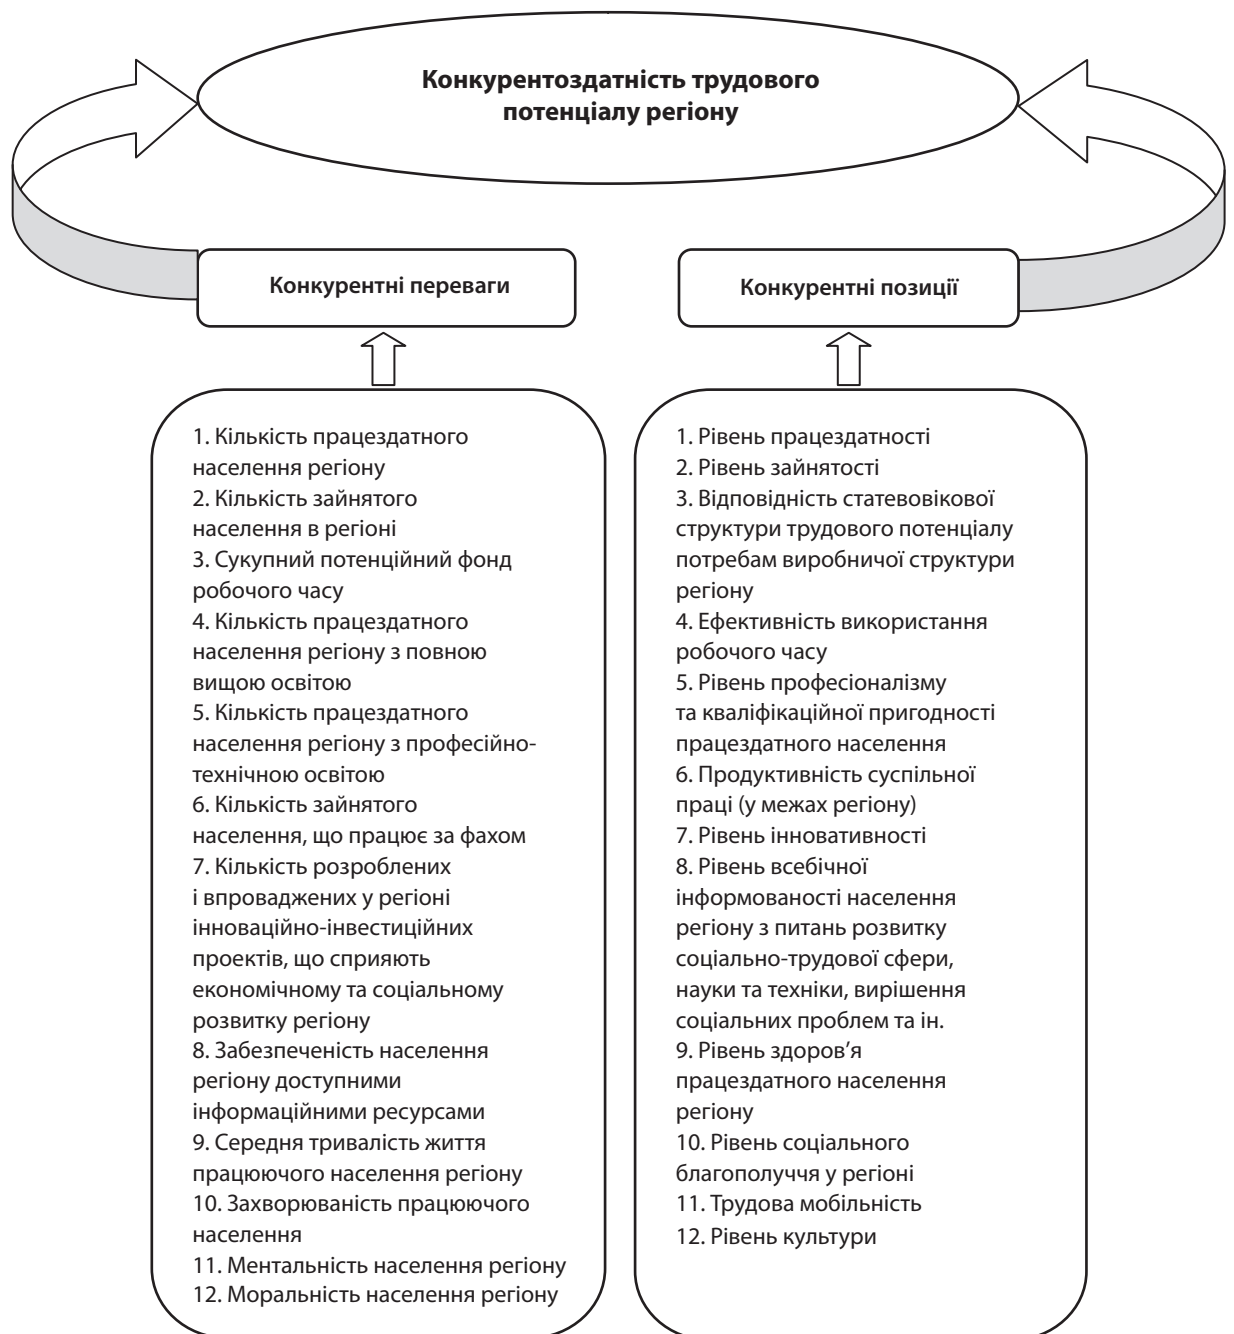 Конкурентоздатність трудового
потенціалу регіону
Конкурентні переваги
1. Кількість працездатного
населення регіону
2. Кількість зайнятого
населення в регіоні
3. Сукупний потенційний фонд
робочого часу
4. Кількість працездатного
населення регіону з повною
вищою освітою
5. Кількість працездатного
населення регіону з професійно-
технічною освітою
6. Кількість зайнятого
населення, що працює за фахом
7. Кількість розроблених
і впроваджених у регіоні
інноваційно-інвестиційних
проектів, що сприяють
економічному та соціальному
розвитку регіону
8. Забезпеченість населення
регіону доступними
інформаційними ресурсами
9. Середня тривалість життя
працюючого населення регіону
10. Захворюваність працюючого
населення
11. Ментальність населення регіону
12. Моральність населення регіону
Конкурентні позиції
1. Рівень працездатності
2. Рівень зайнятості
3. Відповідність статевовікової
структури трудового потенціалу
потребам виробничої структури
регіону
4. Ефективність використання
робочого часу
5. Рівень професіоналізму
та кваліфікаційної пригодності
працездатного населення
6. Продуктивність суспільної
праці (у межах регіону)
7. Рівень інновативності
8. Рівень всебічної
інформованості населення
регіону з питань розвитку
соціально-трудової сфери,
науки та техніки, вирішення
соціальних проблем та ін.
9. Рівень здоров’я
працездатного населення
регіону
10. Рівень соціального
благополуччя у регіоні
11. Трудова мобільність
12. Рівень культури